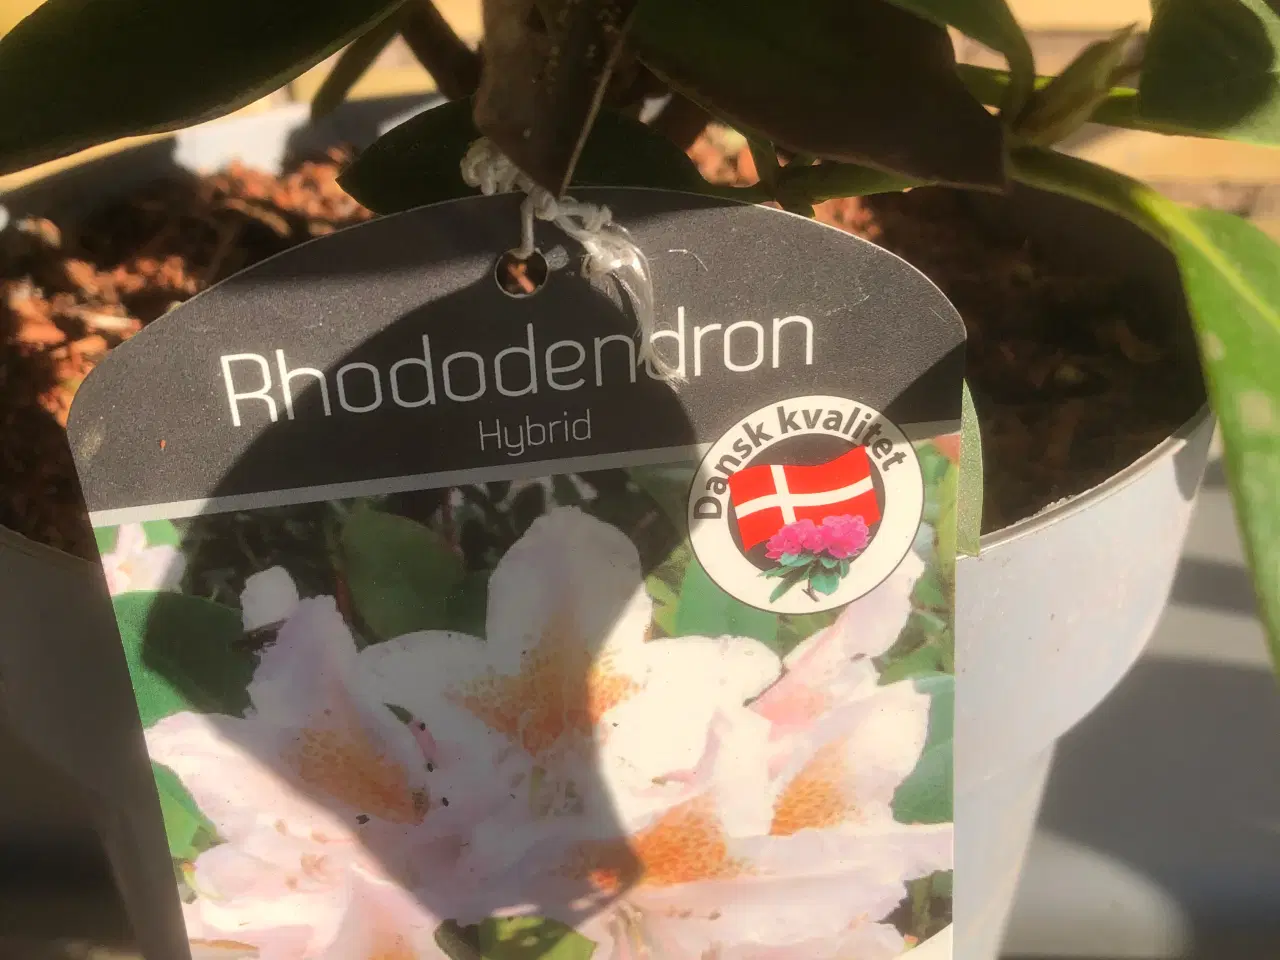 Rhododendron
Hybrid
Dansk kvalitet